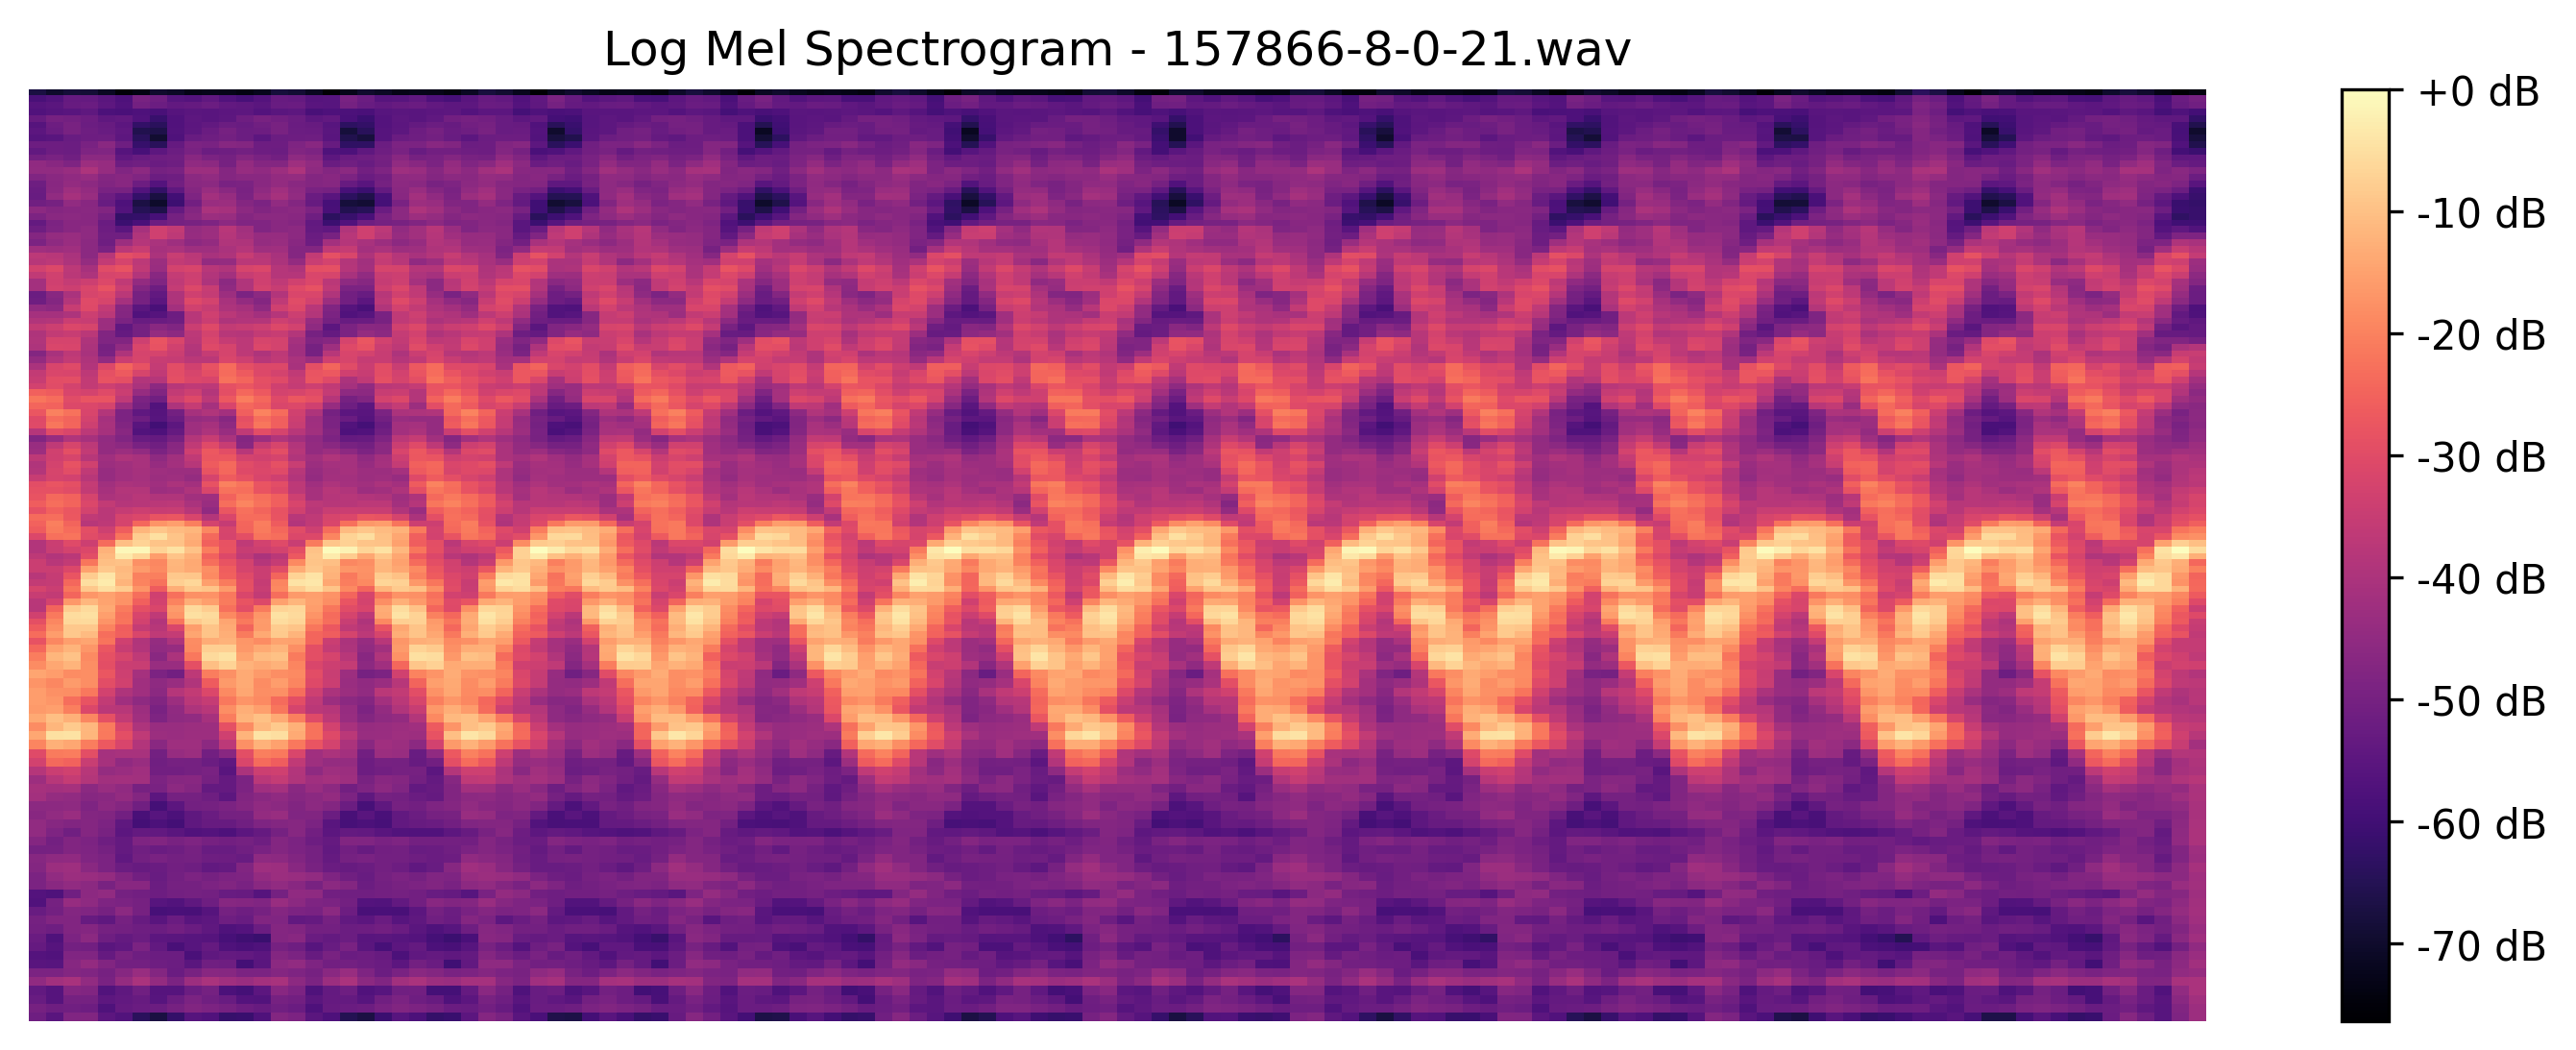 Log Mel Spectrogram - 157866-8-0-21.wav
+0 dB
-10 dB
-20 dB
-30 dB
-40 dB
-50 dB
-60 dB
-70 dB